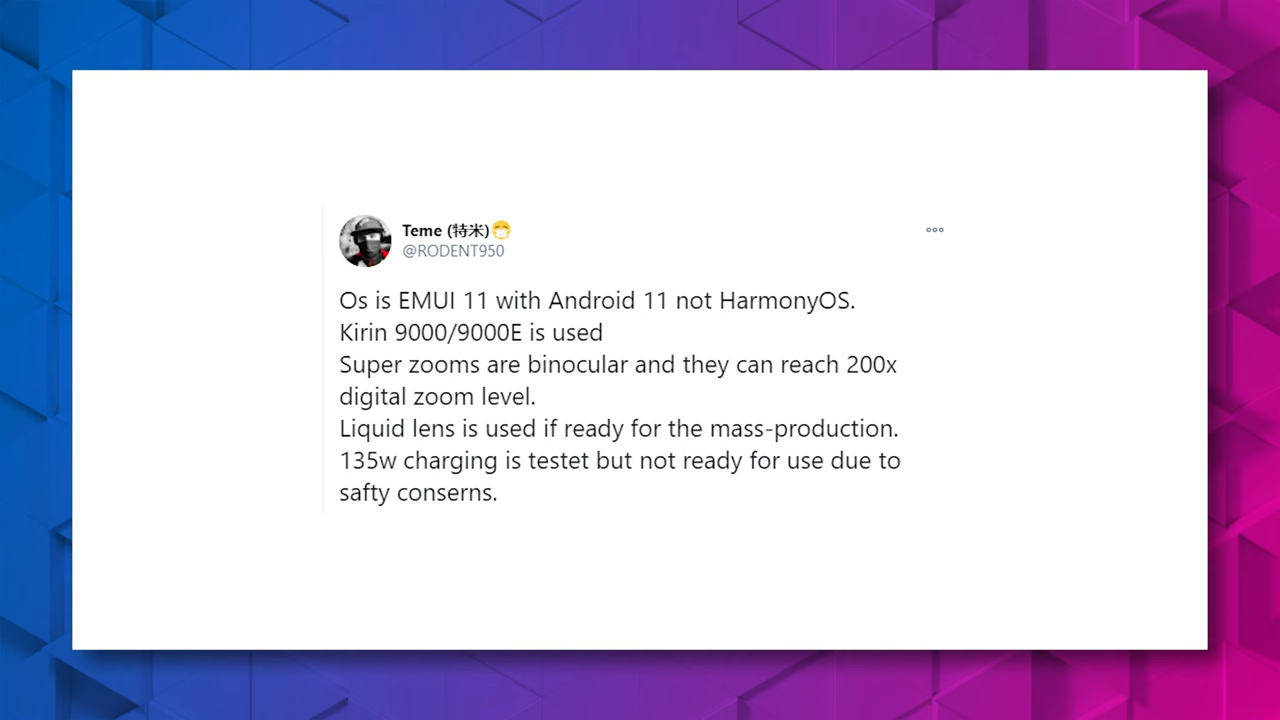 Teme (特米)😷
@RODENT950
Os is EMUI 11 with Android 11 not HarmonyOS.
Kirin 9000/9000E is used
Super zooms are binocular and they can reach 200x
digital zoom level.
Liquid lens is used if ready for the mass-production.
135w charging is testet but not ready for use due to
safty conserns.